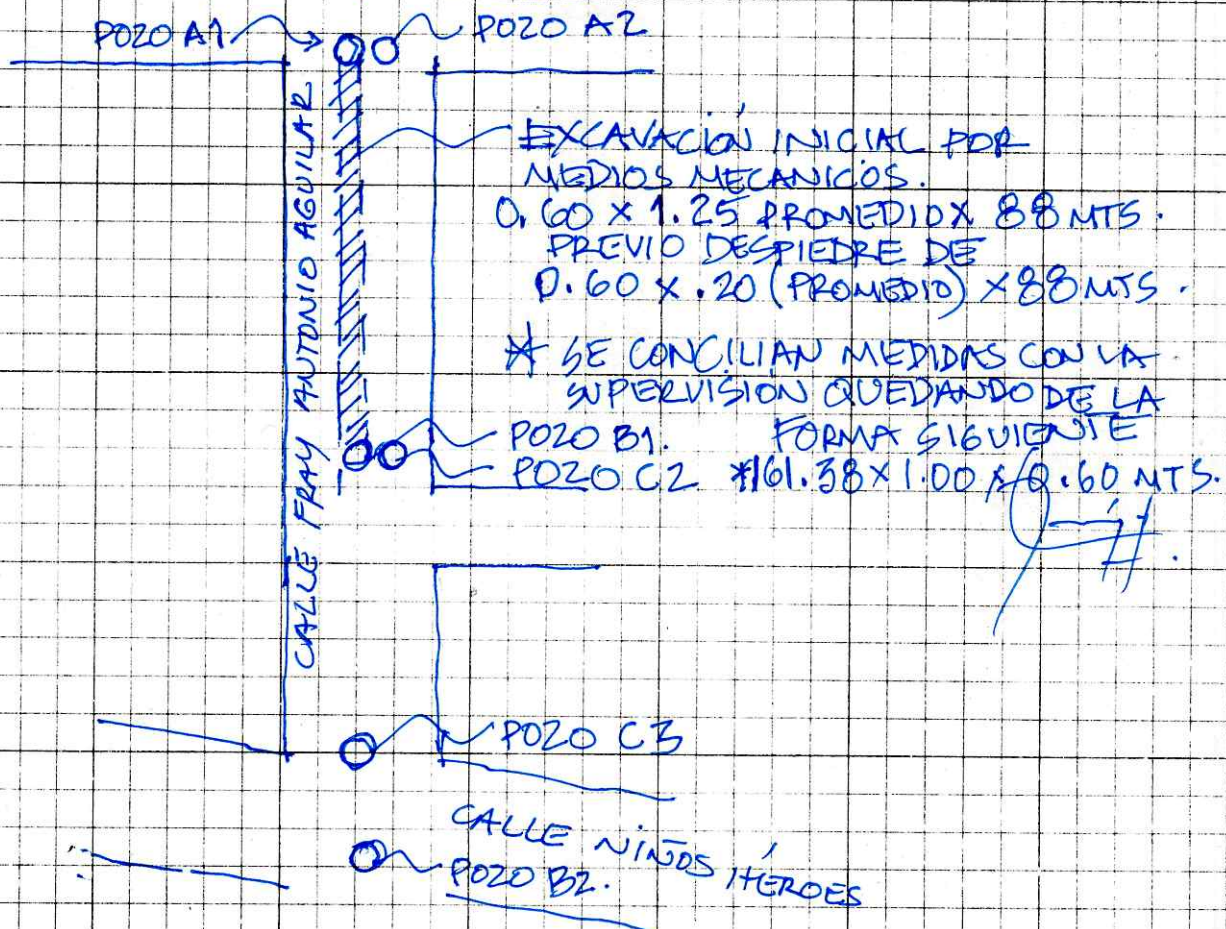 POZO A1
POZO A2
CALLE FRAY ANTONIO AGUILAR
EXCAVACIÓN INICIAL POR
MEDIOS MECANICOS.
0.60 X 1.25 PROMEDIO X 88 MTS.
PREVIO DESPIEDRE DE
0.60 X .20 (PROMEDIO) X 88 MTS.
* SE CONCILIAN MEDIDAS CON LA
SUPERVISIÓN QUEDANDO DE LA
FORMA SIGUIENTE
POZO B1.
POZO C2
*161.38 X 1.00 X 0.60 MTS.
POZO C3
CALLE NIÑOS HÉROES
POZO B2.